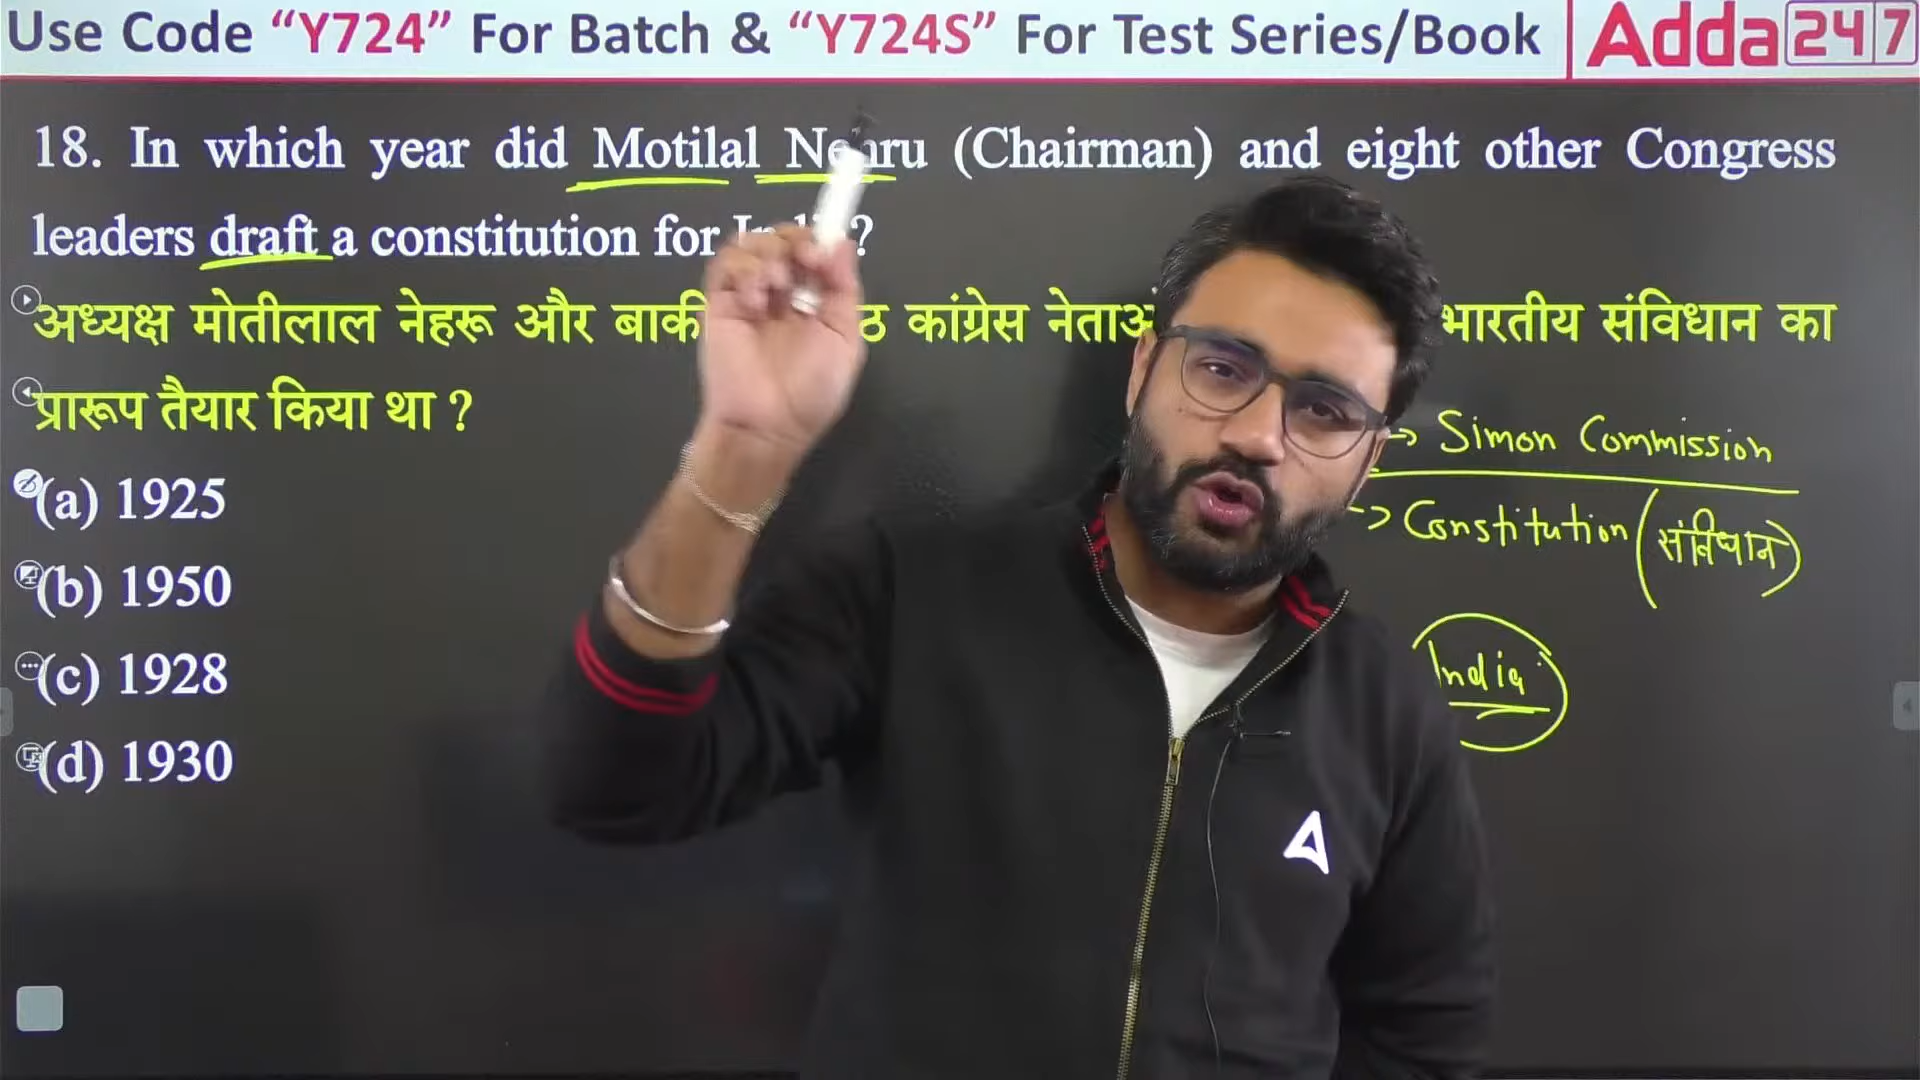 Use Code “Y724” For Batch & “Y724S” For Test Series/Book
Adda247
18. In which year did Motilal Nehru (Chairman) and eight other Congress
leaders draft a constitution for ?
अध्यक्ष मोतीलाल नेहरू और कांग्रेस भारतीय संविधान का
प्रारूप तैयार किया था ?
→ Simon Commission
→ Constitution (संविधान)
(a) 1925
(b) 1950
(c) 1928
India
(d) 1930